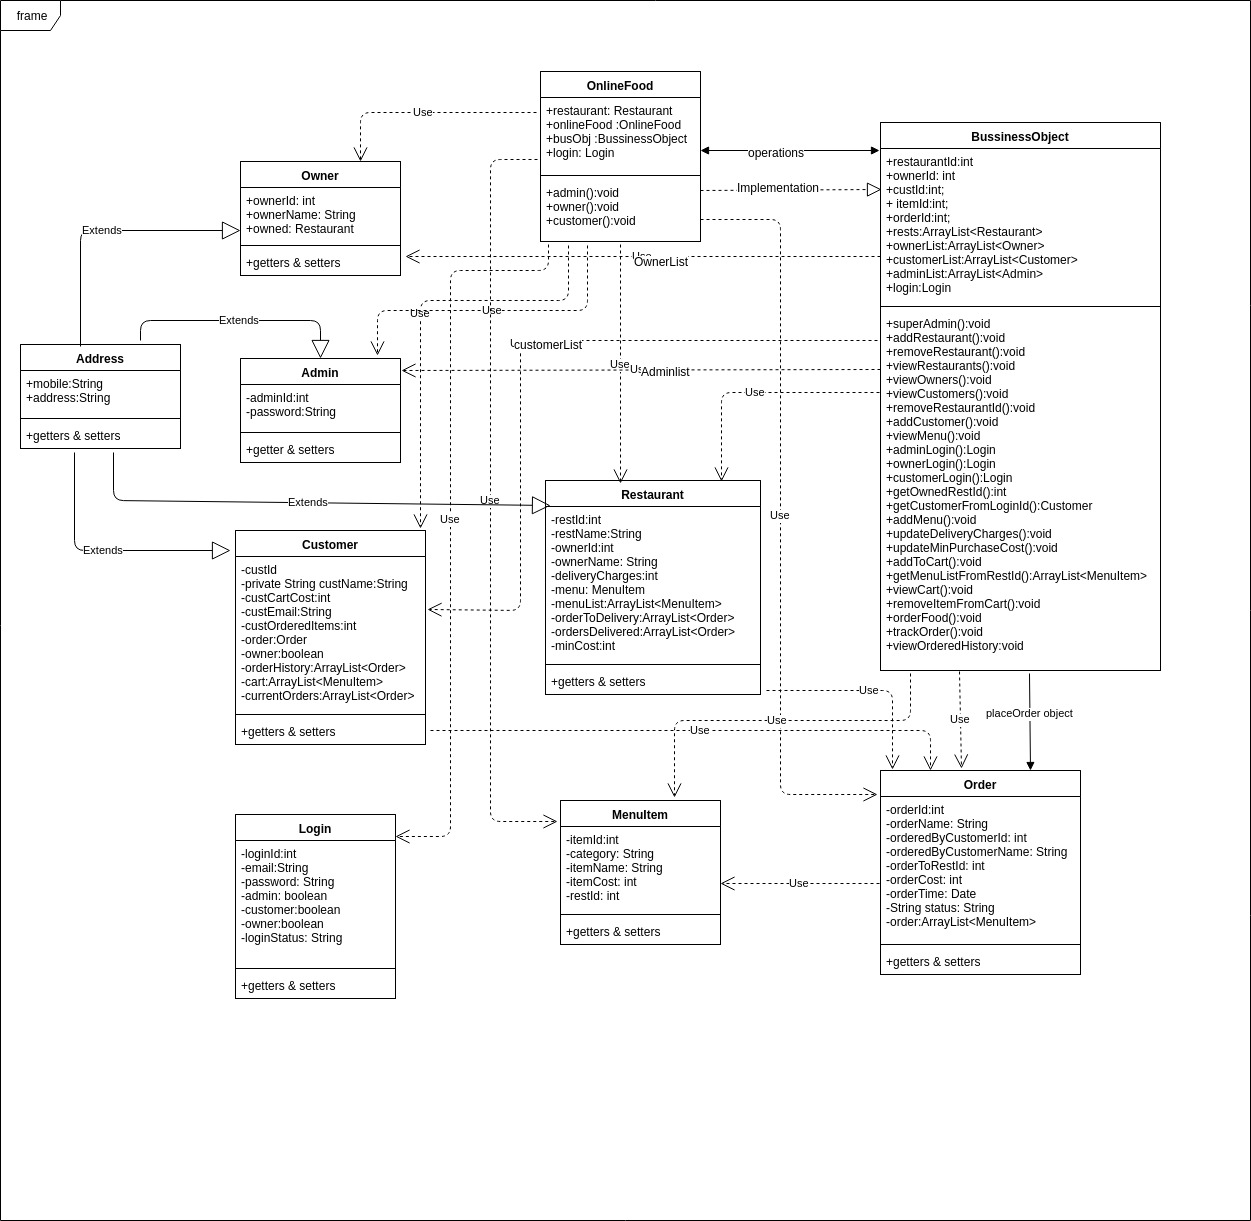 frame
OnlineFood
+restaurant: Restaurant
+onlineFood :OnlineFood
+busObj :BussinessObject
+login: Login
+admin():void
+owner():void
+customer():void
Use
operations
Implementation
BussinessObject
+restaurantId:int
+ownerId: int
+custId:int;
+ itemId:int;
+orderId:int;
+rests:ArrayList<Restaurant>
+ownerList:ArrayList<Owner>
+customerList:ArrayList<Customer>
+adminList:ArrayList<Admin>
+login:Login
+superAdmin():void
+addRestaurant():void
+removeRestaurant():void
+viewRestaurants():void
+viewOwners():void
+viewCustomers():void
+removeRestaurantId():void
+addCustomer():void
+viewMenu():void
+adminLogin():Login
+ownerLogin():Login
+customerLogin():Login
+getOwnedRestId():int
+getCustomerFromLoginId():Customer
+addMenu():void
+updateDeliveryCharges():void
+updateMinPurchaseCost():void
+addToCart():void
+getMenuListFromRestId():ArrayList<MenuItem>
+viewCart():void
+removeItemFromCart():void
+orderFood():void
+trackOrder():void
+viewOrderedHistory:void
Owner
+ownerId: int
+ownerName: String
+owned: Restaurant
+getters & setters
Extends
Use
OwnerList
Use
Use
Extends
customerList
Use
Us
Adminlist
Use
Address
+mobile:String
+address:String
+getters & setters
Admin
-adminId:int
-password:String
+getter & setters
Extends
Use
Use
Use
Extends
Restaurant
-restId:int
-restName:String
-ownerId:int
-ownerName: String
-deliveryCharges:int
-menu: MenuItem
-menuList:ArrayList<MenuItem>
-orderToDelivery:ArrayList<Order>
-ordersDelivered:ArrayList<Order>
-minCost:int
+getters & setters
Customer
-custId
-private String custName:String
-custCartCost:int
-custEmail:String
-custOrderedItems:int
-order:Order
-owner:boolean
-orderHistory:ArrayList<Order>
-cart:ArrayList<MenuItem>
-currentOrders:ArrayList<Order>
+getters & setters
Use
Use
Use
Use
placeOrder object
Login
-loginId:int
-email:String
-password: String
-admin: boolean
-customer:boolean
-owner:boolean
-loginStatus: String
+getters & setters
MenuItem
-itemId:int
-category: String
-itemName: String
-itemCost: int
-restId: int
+getters & setters
Use
Order
-orderId:int
-orderName: String
-orderedByCustomerId: int
-orderedByCustomerName: String
-orderToRestId: int
-orderCost: int
-orderTime: Date
-String status: String
-order:ArrayList<MenuItem>
+getters & setters